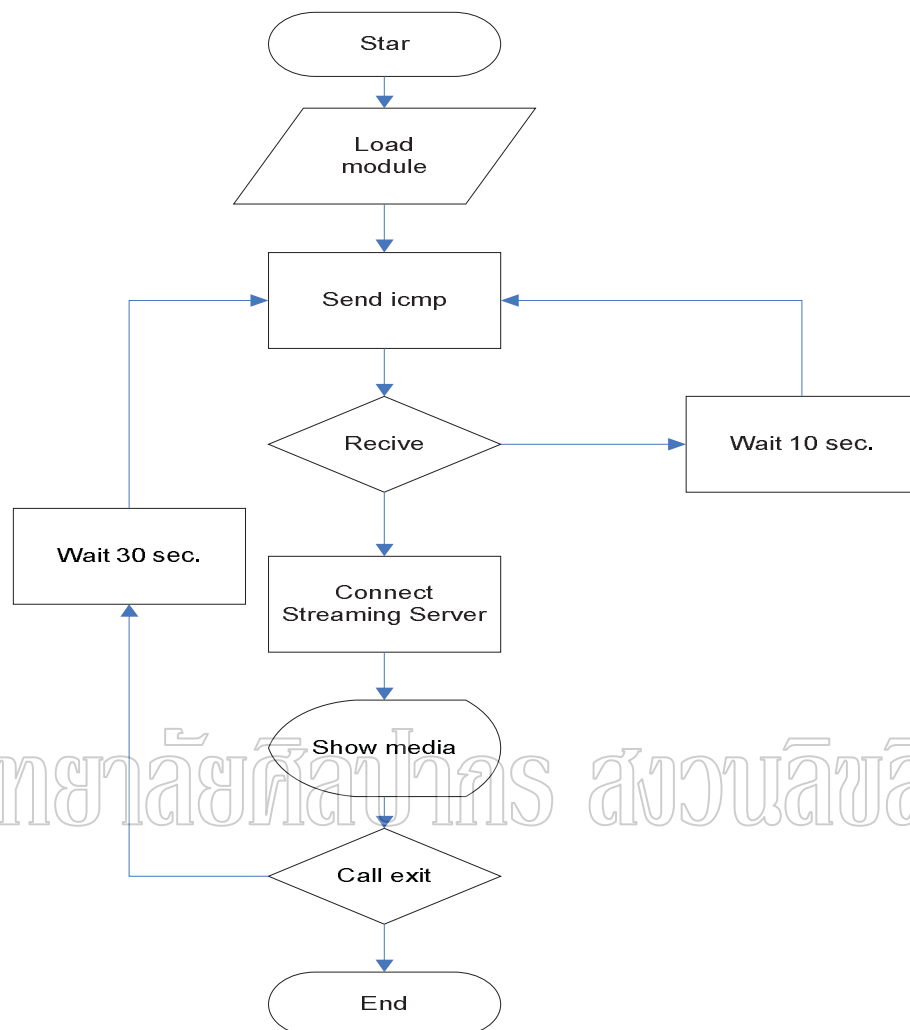 Star
Load
module
Send icmp
Recive
Wait 10 sec.
Wait 30 sec.
Connect
Streaming Server
Show media
ทยาลัยศิลปากร สงวนลิขสิ
Call exit
End